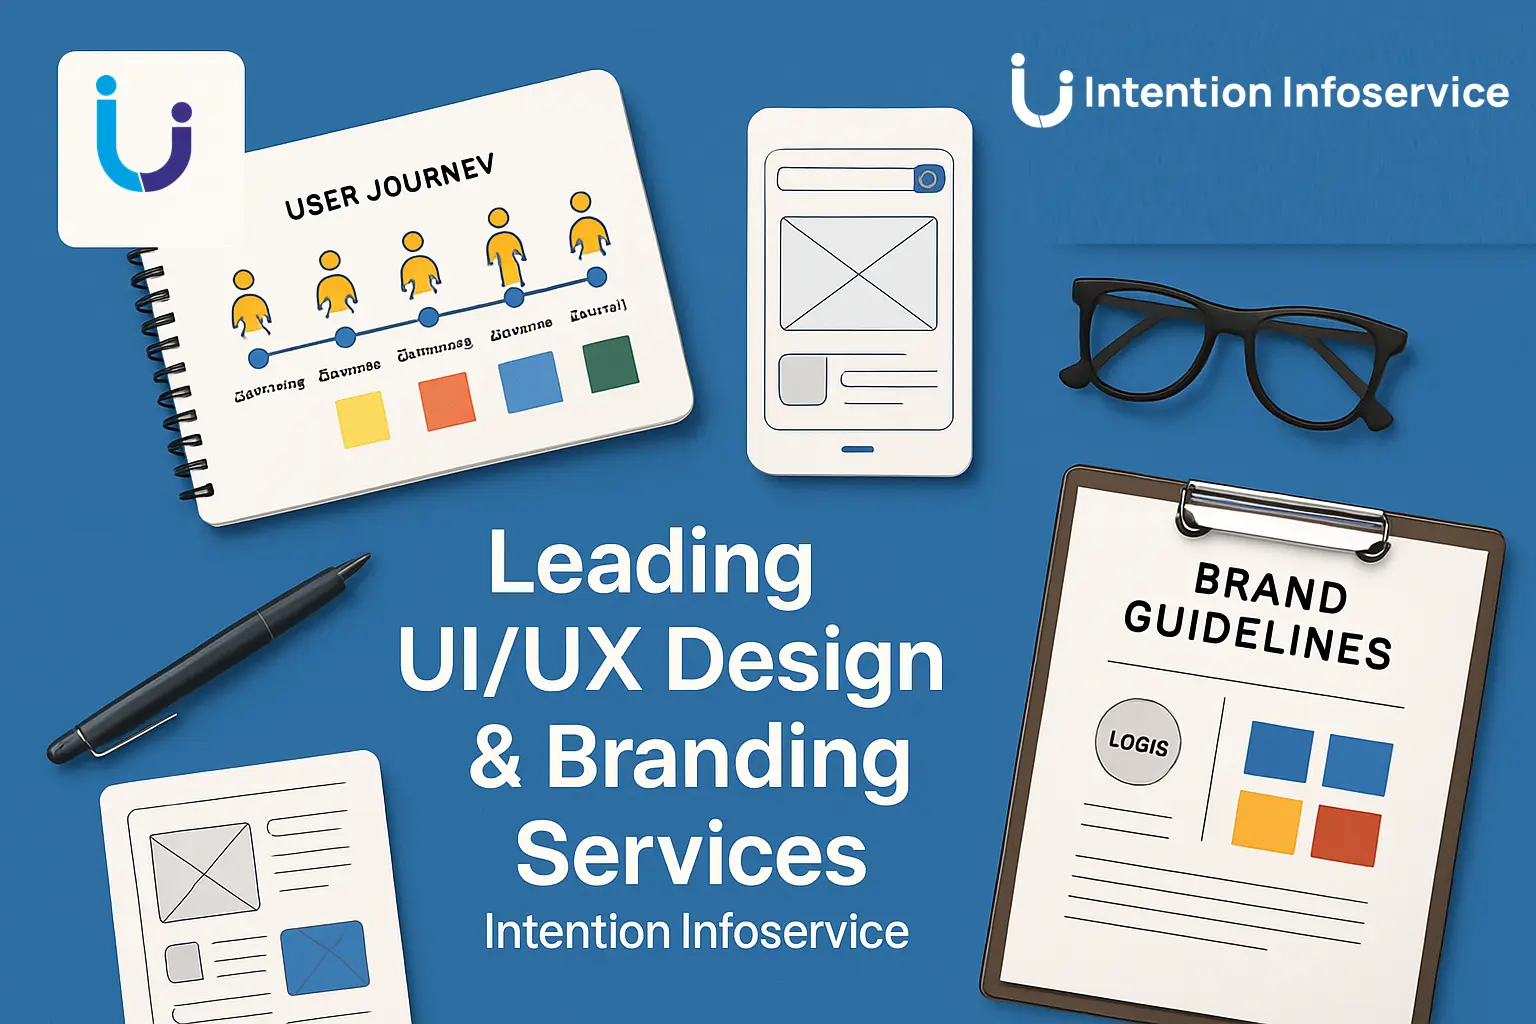 Intention Infoservice
USER JOURNEV
Leading
UI/UX Design
& Branding
Services
Intention Infoservice
BRAND
GUIDELINES
LOGIS